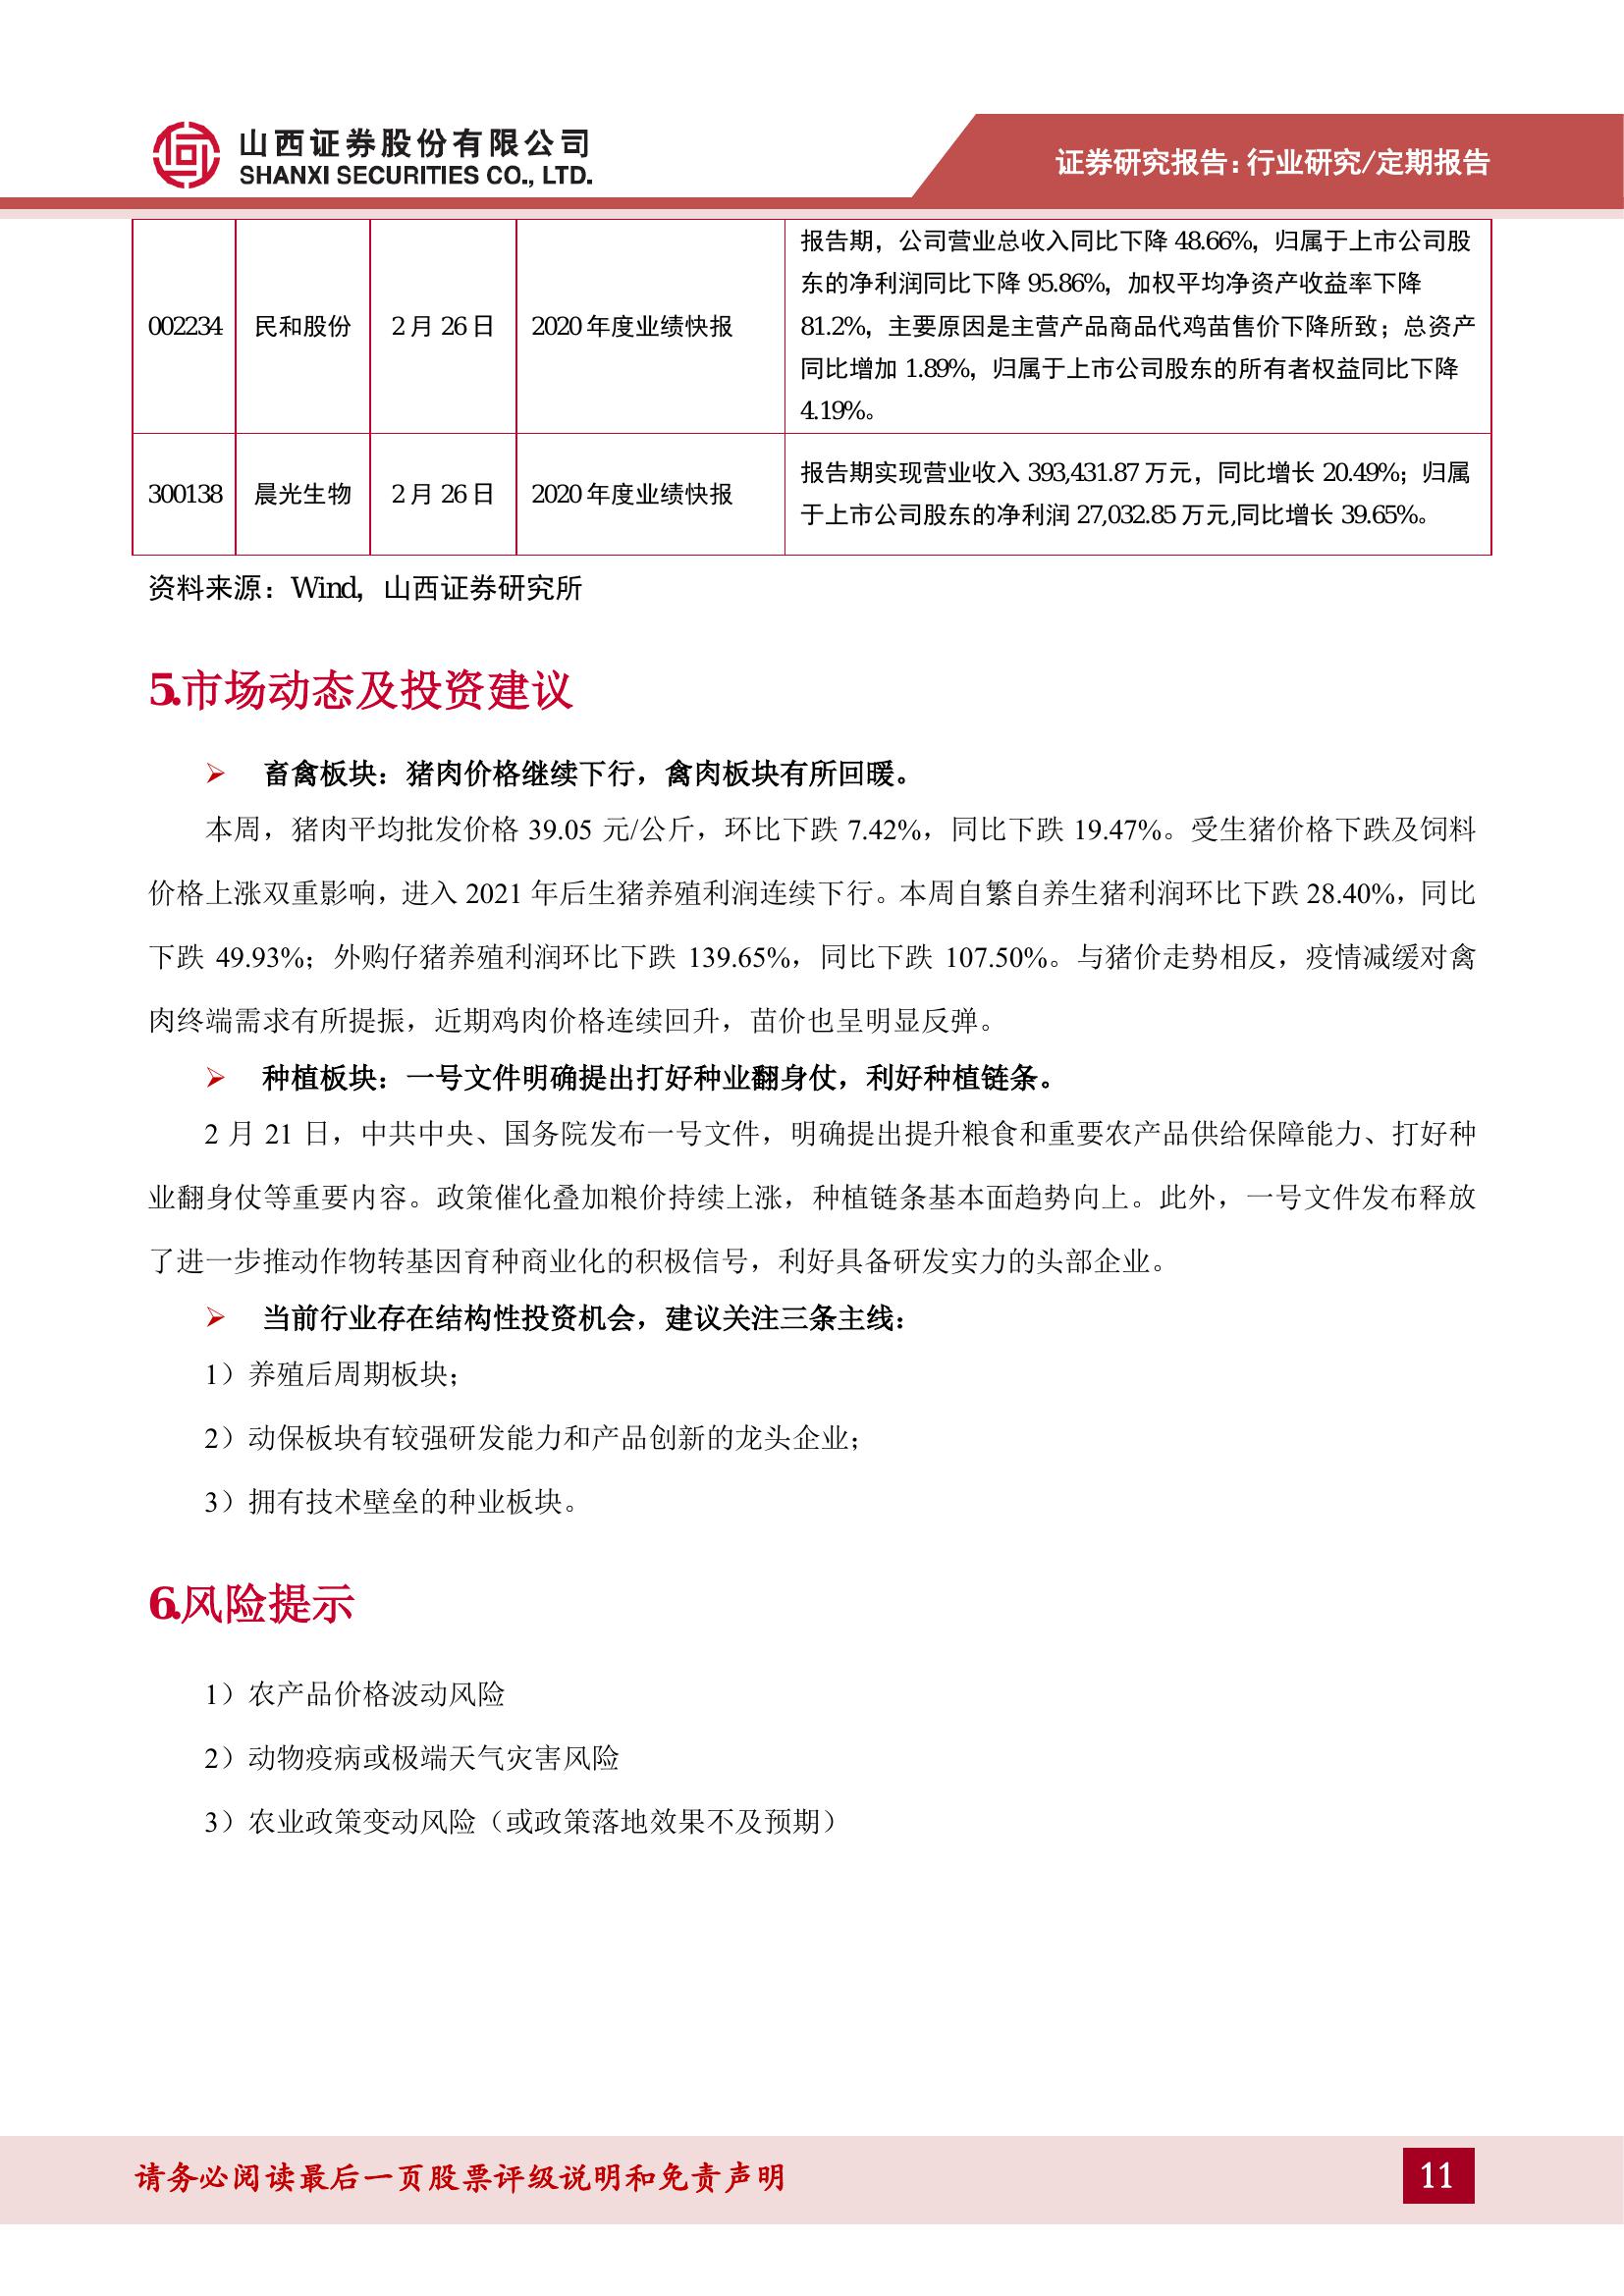 山西证券股份有限公司
SHANXI SECURITIES CO., LTD.
证券研究报告：行业研究/定期报告
002234 民和股份 2 月 26 日 2020 年度业绩快报
报告期，公司营业总收入同比下降 48.66%，归属于上市公司股
东的净利润同比下降 95.86%，加权平均净资产收益率下降
81.2%，主要原因是主营产品商品代鸡苗售价下降所致；总资产
同比增加 1.89%，归属于上市公司股东的所有者权益同比下降
4.19%。
300138 晨光生物 2 月 26 日 2020 年度业绩快报
报告期实现营业收入 393,431.87 万元，同比增长 20.49%；归属
于上市公司股东的净利润 27,032.85 万元,同比增长 39.65%。
资料来源：Wind，山西证券研究所
5.市场动态及投资建议
➢ 畜禽板块：猪肉价格继续下行，禽肉板块有所回暖。
本周，猪肉平均批发价格 39.05 元/公斤，环比下跌 7.42%，同比下跌 19.47%。受生猪价格下跌及饲料
价格上涨双重影响，进入 2021 年后生猪养殖利润连续下行。本周自繁自养生猪利润环比下跌 28.40%，同比
下跌 49.93%；外购仔猪养殖利润环比下跌 139.65%，同比下跌 107.50%。与猪价走势相反，疫情减缓对禽
肉终端需求有所提振，近期鸡肉价格连续回升，苗价也呈明显反弹。
➢ 种植板块：一号文件明确提出打好种业翻身仗，利好种植链条。
2 月 21 日，中共中央、国务院发布一号文件，明确提出提升粮食和重要农产品供给保障能力、打好种
业翻身仗等重要内容。政策催化叠加粮价持续上涨，种植链条基本面趋势向上。此外，一号文件发布释放
了进一步推动作物转基因育种商业化的积极信号，利好具备研发实力的头部企业。
➢ 当前行业存在结构性投资机会，建议关注三条主线：
1）养殖后周期板块；
2）动保板块有较强研发能力和产品创新的龙头企业；
3）拥有技术壁垒的种业板块。
6.风险提示
1）农产品价格波动风险
2）动物疫病或极端天气灾害风险
3）农业政策变动风险（或政策落地效果不及预期）
请务必阅读最后一页股票评级说明和免责声明
11